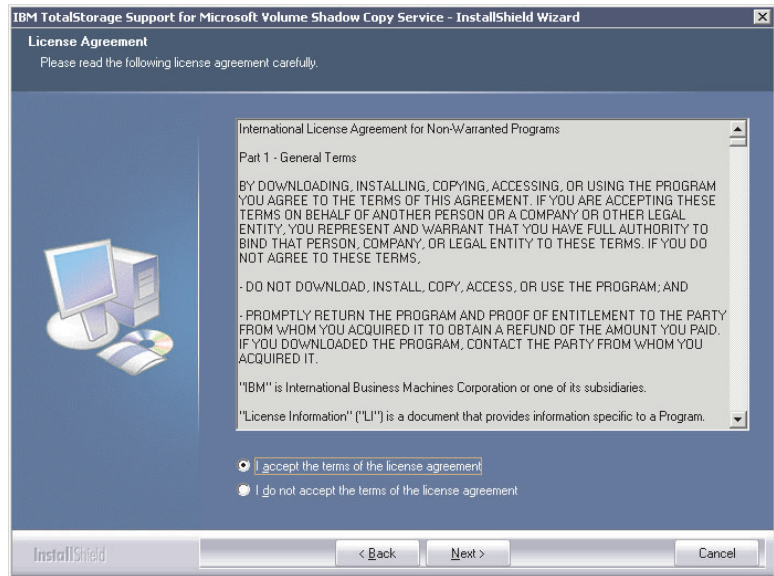 IBM TotalStorage Support for Microsoft Volume Shadow Copy Service - InstallShield Wizard
License Agreement
Please read the following license agreement carefully.
International License Agreement for Non-Warranted Programs
Part 1 - General Terms
BY DOWNLOADING, INSTALLING, COPYING, ACCESSING, OR USING THE PROGRAM
YOU AGREE TO THE TERMS OF THIS AGREEMENT. IF YOU ARE ACCEPTING THESE
TERMS ON BEHALF OF ANOTHER PERSON OR A COMPANY OR OTHER LEGAL
ENTITY, YOU REPRESENT AND WARRANT THAT YOU HAVE FULL AUTHORITY TO
BIND THAT PERSON, COMPANY, OR LEGAL ENTITY TO THESE TERMS. IF YOU DO
NOT AGREE TO THESE TERMS,
- DO NOT DOWNLOAD, INSTALL, COPY, ACCESS, OR USE THE PROGRAM; AND
- PROMPTLY RETURN THE PROGRAM AND PROOF OF ENTITLEMENT TO THE PARTY
FROM WHOM YOU ACQUIRED IT TO OBTAIN A REFUND OF THE AMOUNT YOU PAID.
IF YOU DOWNLOADED THE PROGRAM, CONTACT THE PARTY FROM WHOM YOU
ACQUIRED IT.
"IBM" is International Business Machines Corporation or one of its subsidiaries.
"License Information" ("LI") is a document that provides information specific to a Program.
I accept the terms of the license agreement
I do not accept the terms of the license agreement
InstallShield
< Back
Next >
Cancel